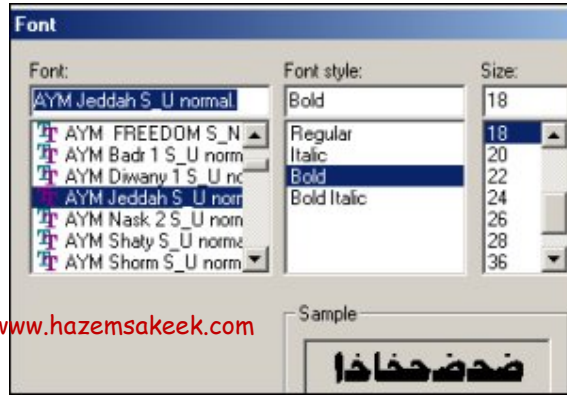 Font
Font: Font style: Size:
AYM Jeddah S_U normal. Bold 18
AYM FREEDOM S_N Regular 18
AYM Badr 1 S_U norm Italic 20
AYM Diwany 1 S_U no Bold 22
AYM Jeddah S_U norm Bold Italic 24
AYM Nask 2 S_U norm 26
AYM Shaty S_U norma 28
AYM Shorm S_U norm 36
Sample
www.hazemsakeek.com
ضحضحفاخا